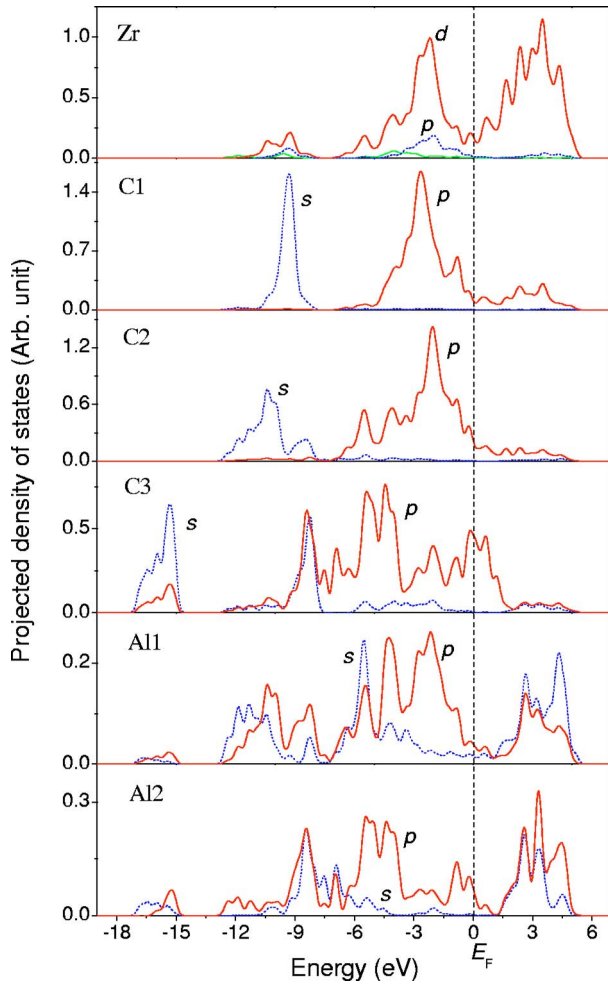 Projected density of states (Arb. unit)
Zr
d
p
1.0
0.5
0.0
C1
s
p
1.4
0.7
0.0
C2
s
p
1.2
0.6
0.0
C3
s
p
0.5
0.0
Al1
s
p
0.2
0.0
Al2
p
s
0.3
0.0
-18 -15 -12 -9 -6 -3 0 3 6
E_F
Energy (eV)